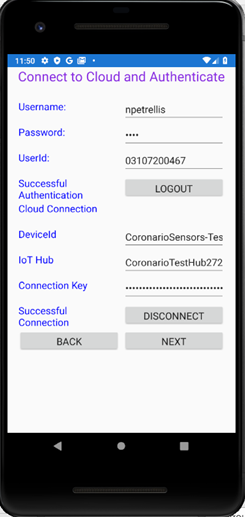 11:50
Connect to Cloud and Authenticate
Username: npetrellis
Password: ••••
UserId: 03107200467
Successful
Authentication
LOGOUT
Cloud Connection
DeviceId CoronarioSensors-Tes
IoT Hub CoronarioTestHub272
Connection Key ••••••••••••••••••••••••••••
Successful
Connection
DISCONNECT
BACK NEXT